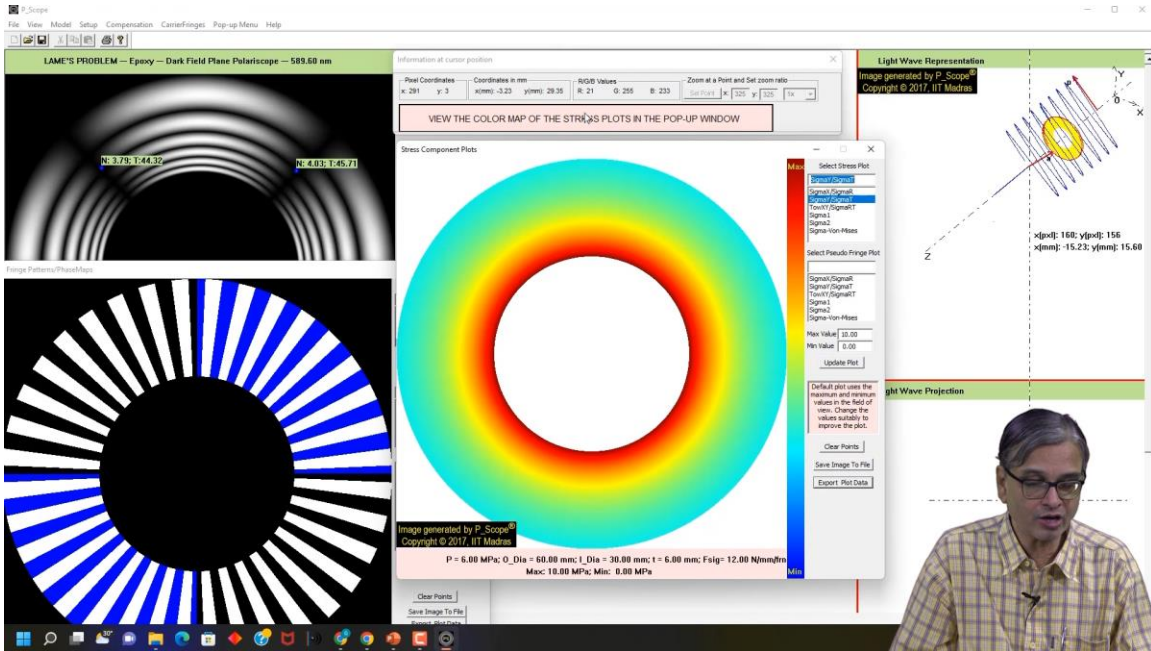 P_Scope
File View Model Setup Compensation CarrierFringes Pop-up Menu Help
LAME'S PROBLEM --- Epoxy -- Dark Field Plane Polariscope -- 589.60 nm
N: 3.79; T:44.32
N: 4.03; T:45.71
Fringe Patterns/PhaseMaps
Information at cursor position
Pixel Coordinates
x: 291 y: 3
Coordinates in mm
x(mm): -3.23 y(mm): 29.35
R/G/B Values
R: 21 G: 255 B: 233
Zoom at a Point and Set zoom ratio
Set Point X: 325 y: 325 1x
VIEW THE COLOR MAP OF THE STRESS PLOTS IN THE POP-UP WINDOW
Stress Component Plots
Max
Min
Image generated by P_Scope®
Copyright © 2017, IIT Madras
P = 6.00 MPa; O_Dia = 60.00 mm; I_Dia = 30.00 mm; t = 6.00 mm; Fsig= 12.00 N/mm/frn
Max: 10.00 MPa; Min: 0.00 MPa
Select Stress Plot
SigmaY/SigmaT
SigmaX/SigmaR
SigmaY/SigmaT
TowXY/SigmaRT
Sigma1
Sigma2
Sigma-Von-Mises
Select Pseudo Fringe Plot
SigmaX/SigmaR
SigmaY/SigmaT
TowXY/SigmaRT
Sigma1
Sigma2
Sigma-Von-Mises
Max Value 10.00
Min Value 0.00
Update Plot
Default plot uses the
maximum and minimum
values in the field of
view. Change the
values suitably to
improve the plot.
Clear Points
Save Image To File
Export Plot Data
Clear Points
Save Image To File
Export Plot Data
Light Wave Representation
Image generated by P_Scope®
Copyright © 2017, IIT Madras
Y
O
X
Z
x(pxl): 160; y(pxl): 156
x(mm): -15.23; y(mm): 15.60
ght Wave Projection
30°